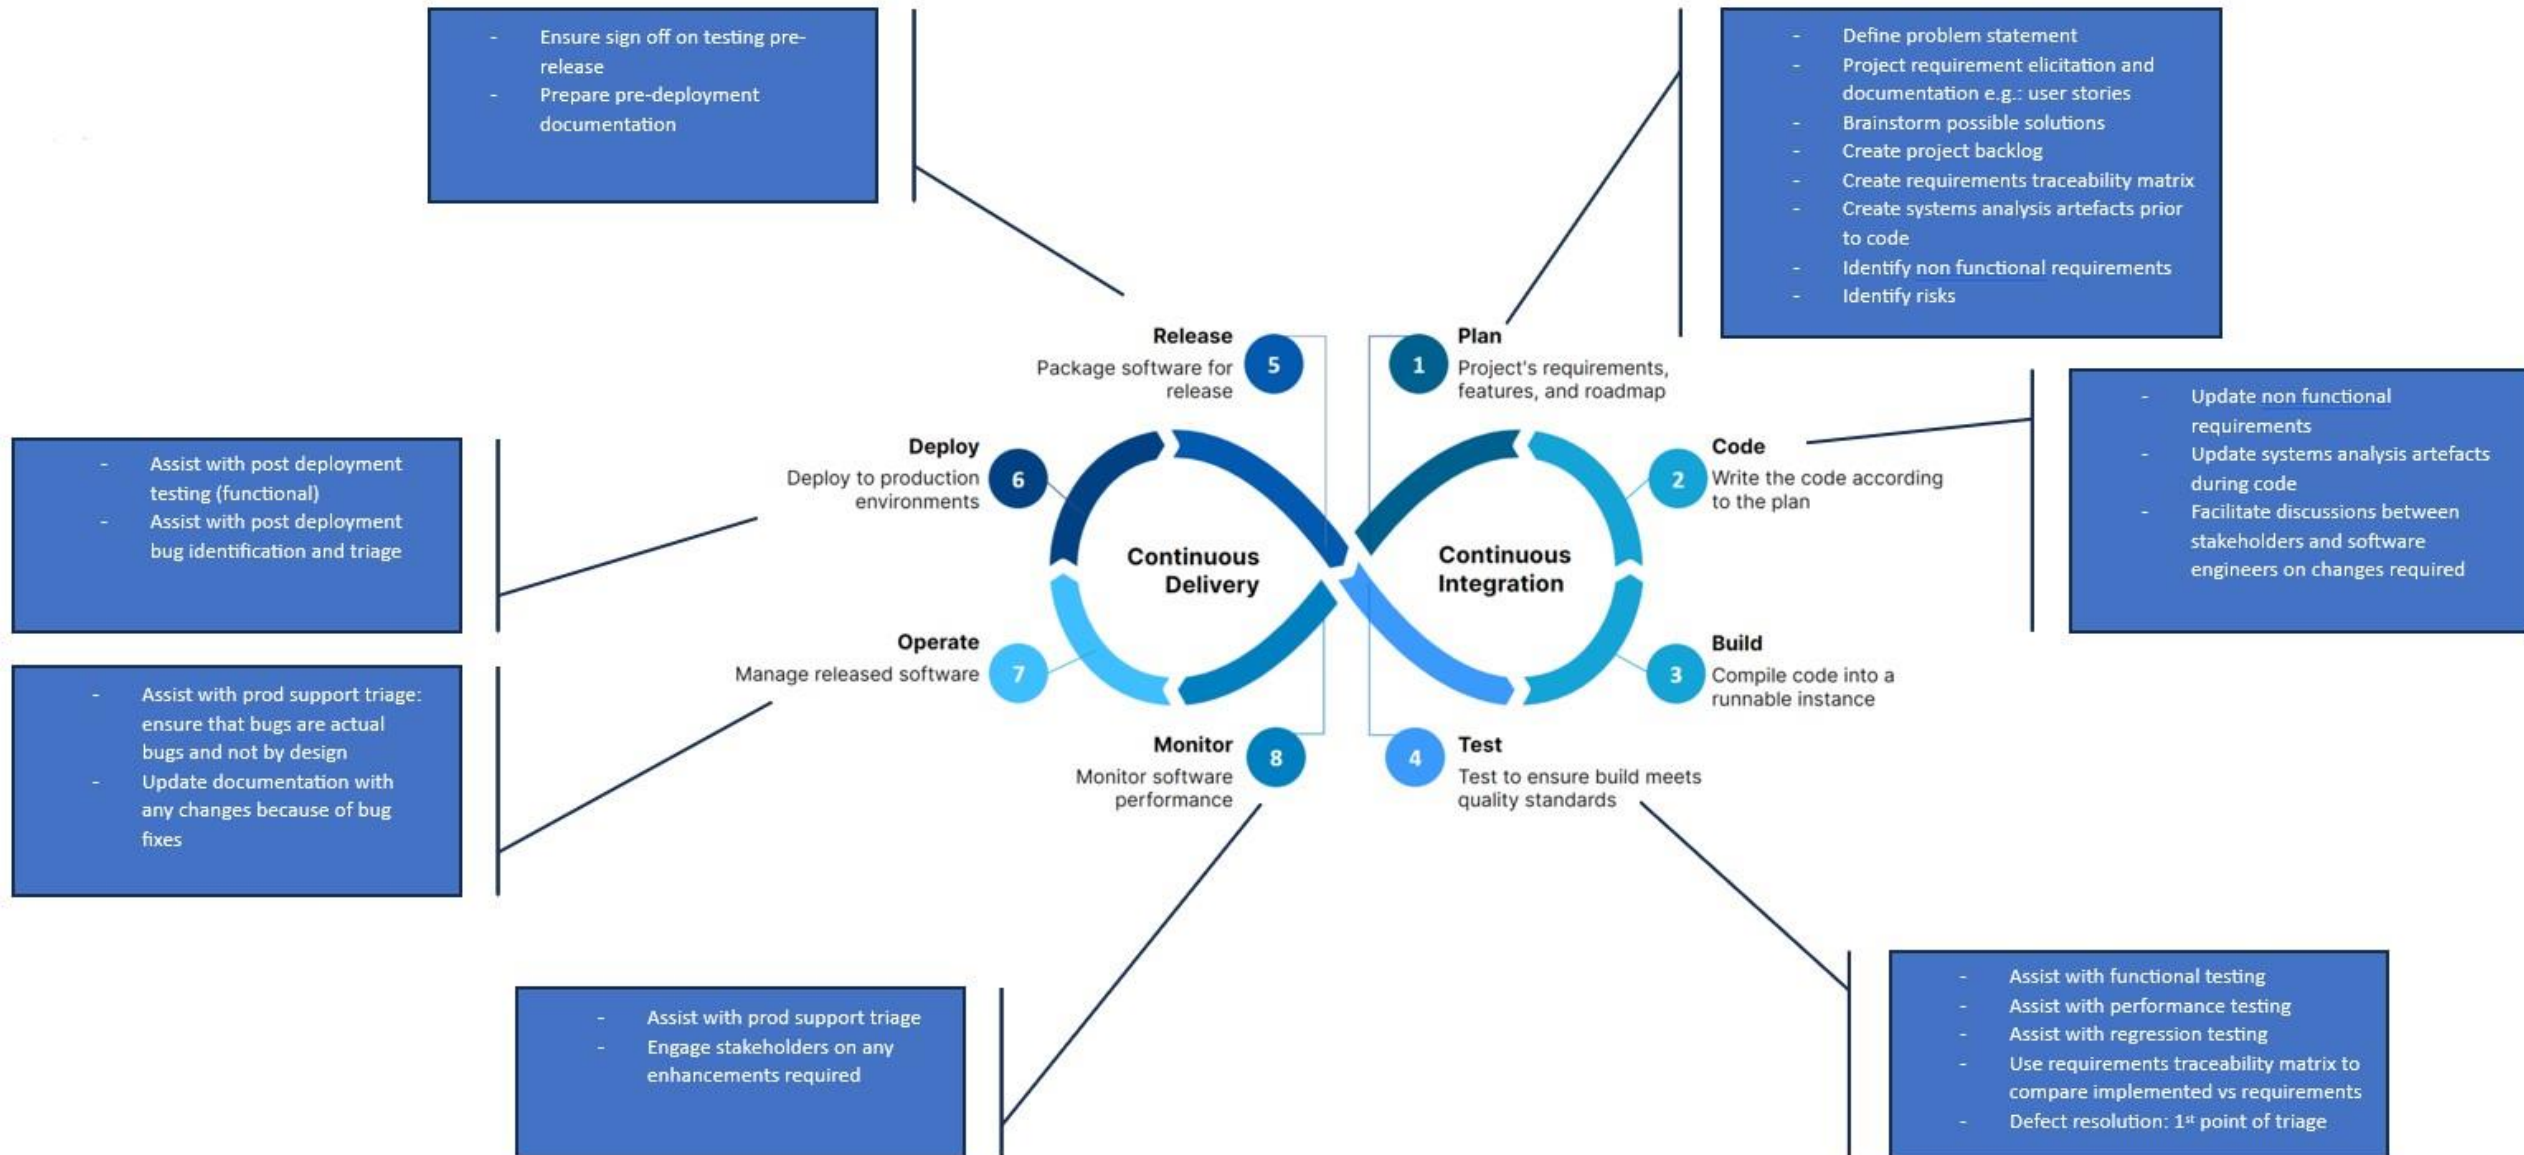 - Ensure sign off on testing pre-
release
- Prepare pre-deployment
documentation
- Define problem statement
- Project requirement elicitation and
documentation e.g.: user stories
- Brainstorm possible solutions
- Create project backlog
- Create requirements traceability matrix
- Create systems analysis artefacts prior
to code
- Identify non functional requirements
- Identify risks
Release
Package software for
release
5
1
Plan
Project's requirements,
features, and roadmap
- Update non functional
requirements
- Update systems analysis artefacts
during code
- Facilitate discussions between
stakeholders and software
engineers on changes required
- Assist with post deployment
testing (functional)
- Assist with post deployment
bug identification and triage
Deploy
Deploy to production
environments
6
2
Code
Write the code according
to the plan
Continuous
Delivery
Continuous
Integration
- Assist with prod support triage:
ensure that bugs are actual
bugs and not by design
- Update documentation with
any changes because of bug
fixes
Operate
Manage released software
7
3
Build
Compile code into a
runnable instance
Monitor
Monitor software
performance
8
4
Test
Test to ensure build meets
quality standards
- Assist with prod support triage
- Engage stakeholders on any
enhancements required
- Assist with functional testing
- Assist with performance testing
- Assist with regression testing
- Use requirements traceability matrix to
compare implemented vs requirements
- Defect resolution: 1st point of triage